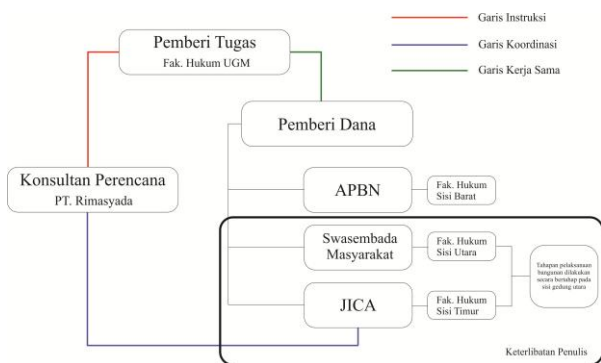 Pemberi Tugas
Fak. Hukum UGM
Garis Instruksi
Garis Koordinasi
Garis Kerja Sama
Pemberi Dana
Konsultan Perencana
PT. Rimasyada
APBN
Fak. Hukum
Sisi Barat
Swasembada
Masyarakat
Fak. Hukum
Sisi Utara
JICA
Fak. Hukum
Sisi Timur
Tahapan pelaksanaan
bangunan dilakukan
secara bertahap pada
sisi gedung utara
Keterlibatan Penulis